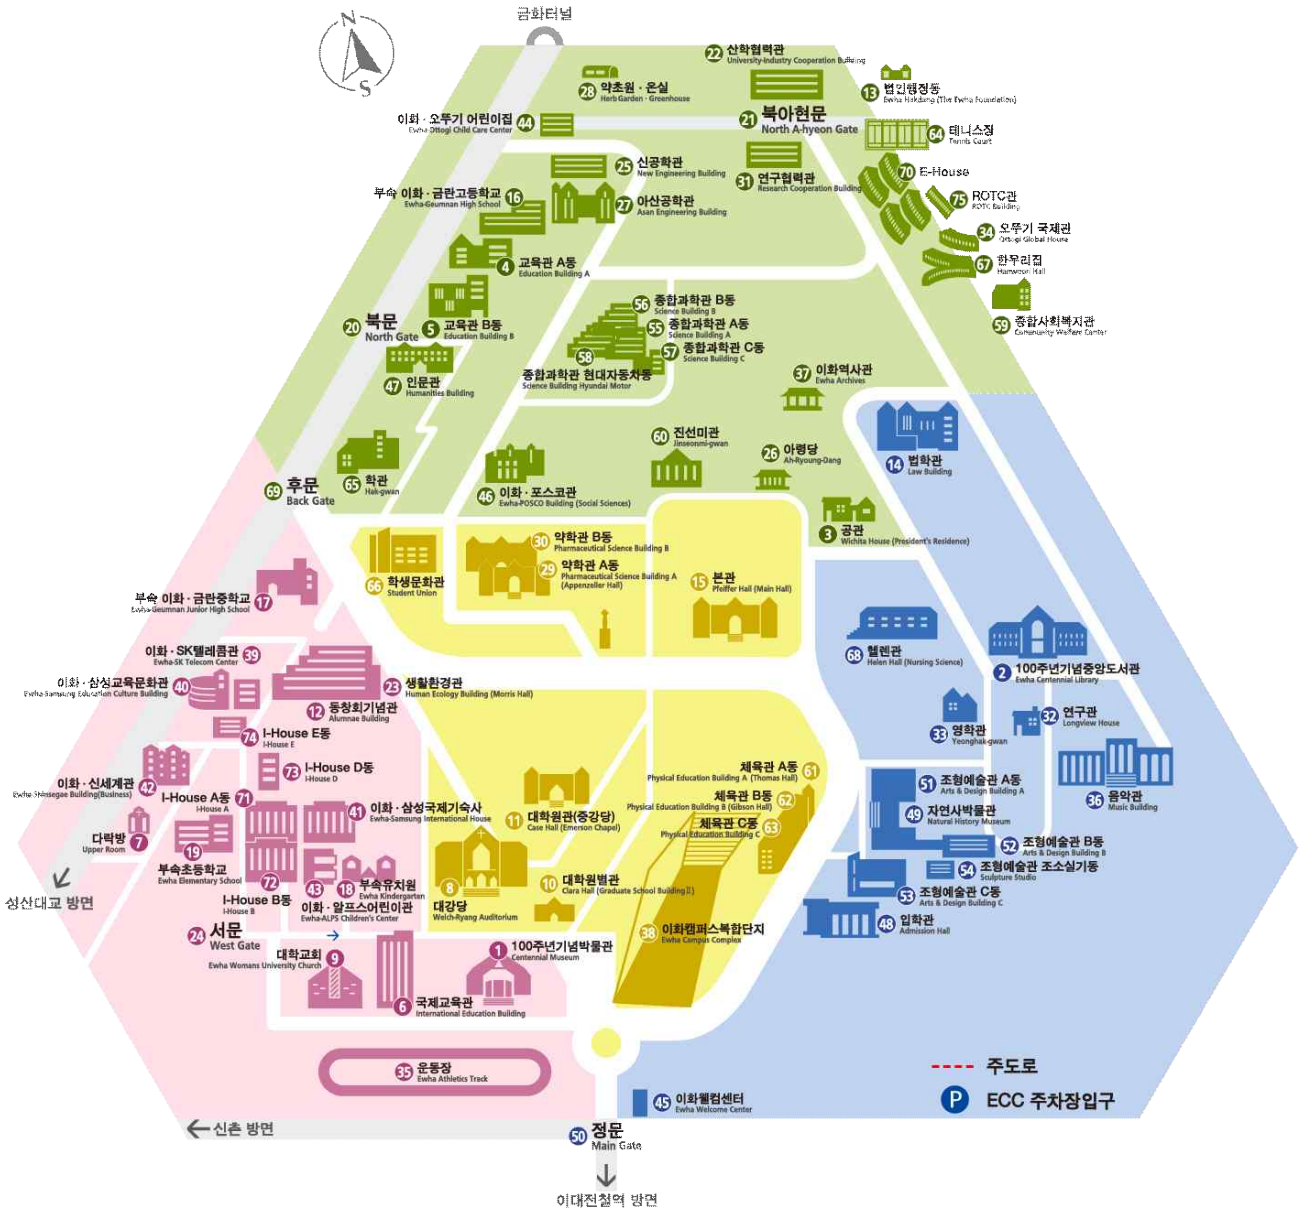 금화터널
N
S
22 산학협력관
University-Industry Cooperation Building
28 약초원 · 온실
Herb Garden · Greenhouse
13 법인행정동
Ewha Hakdang (The Ewha Foundation)
44 이화 · 오뚜기 어린이집
Ewha-Ottogi Child Care Center
21 북아현문
North A-hyeon Gate
64 테니스장
Tennis Court
25 신공학관
New Engineering Building
31 연구협력관
Research Cooperation Building
70 E-House
16 부속 이화 · 금란고등학교
Ewha-Geumnan High School
27 아산공학관
Asan Engineering Building
75 ROTC관
ROTC Building
34 오뚜기 국제관
Ottogi Global House
4 교육관 A동
Education Building A
67 한우리집
Hanwoori Hall
20 북문
North Gate
5 교육관 B동
Education Building B
56 종합과학관 B동
Science Building B
55 종합과학관 A동
Science Building A
57 종합과학관 C동
Science Building C
58 종합과학관 현대자동차동
Science Building Hyundai Motor
59 종합사회복지관
Community Welfare Center
47 인문관
Humanities Building
37 이화역사관
Ewha Archives
60 진선미관
Jinseonmi-gwan
26 아령당
Ah-Ryoung-Dang
14 법학관
Law Building
69 후문
Back Gate
65 학관
Hak-gwan
46 이화 · 포스코관
Ewha-POSCO Building (Social Sciences)
3 공관
Wichita House (President's Residence)
30 약학관 B동
Pharmaceutical Science Building B
29 약학관 A동
Pharmaceutical Science Building A
(Appenzeller Hall)
66 학생문화관
Student Union
15 본관
Pfeiffer Hall (Main Hall)
17 부속 이화 · 금란중학교
Ewha-Geumnan Junior High School
39 이화 · SK텔레콤관
Ewha-SK Telecom Center
40 이화 · 삼성교육문화관
Ewha-Samsung Education Culture Building
23 생활환경관
Human Ecology Building (Morris Hall)
12 동창회기념관
Alumnae Building
68 헬렌관
Helen Hall (Nursing Science)
2 100주년기념중앙도서관
Ewha Centennial Library
32 연구관
Longview House
33 영학관
Yeonghak-gwan
74 I-House E동
I-House E
73 I-House D동
I-House D
42 이화 · 신세계관
Ewha-Shinsegae Building(Business)
71 I-House A동
I-House A
41 이화 · 삼성국제기숙사
Ewha-Samsung International House
7 다락방
Upper Room
19 부속초등학교
Ewha Elementary School
72 I-House B동
I-House B
43 이화 · 알프스어린이관
Ewha-ALPS Children's Center
18 부속유치원
Ewha Kindergarten
11 대학원관(중강당)
Case Hall (Emerson Chapel)
10 대학원별관
Clara Hall (Graduate School Building Ⅱ)
8 대강당
Welch-Ryang Auditorium
61 체육관 A동
Physical Education Building A (Thomas Hall)
62 체육관 B동
Physical Education Building B (Gibson Hall)
63 체육관 C동
Physical Education Building C
38 이화캠퍼스복합단지
Ewha Campus Complex
51 조형예술관 A동
Arts & Design Building A
49 자연사박물관
Natural History Museum
36 음악관
Music Building
52 조형예술관 B동
Arts & Design Building B
54 조형예술관 조소실기동
Sculpture Studio
53 조형예술관 C동
Arts & Design Building C
48 입학관
Admission Hall
성산대교 방면
24 서문
West Gate
9 대학교회
Ewha Womans University Church
1 100주년기념박물관
Centennial Museum
6 국제교육관
International Education Building
35 운동장
Ewha Athletics Track
45 이화웰컴센터
Ewha Welcome Center
주도로
P ECC 주차장입구
신촌 방면
50 정문
Main Gate
이대전철역 방면